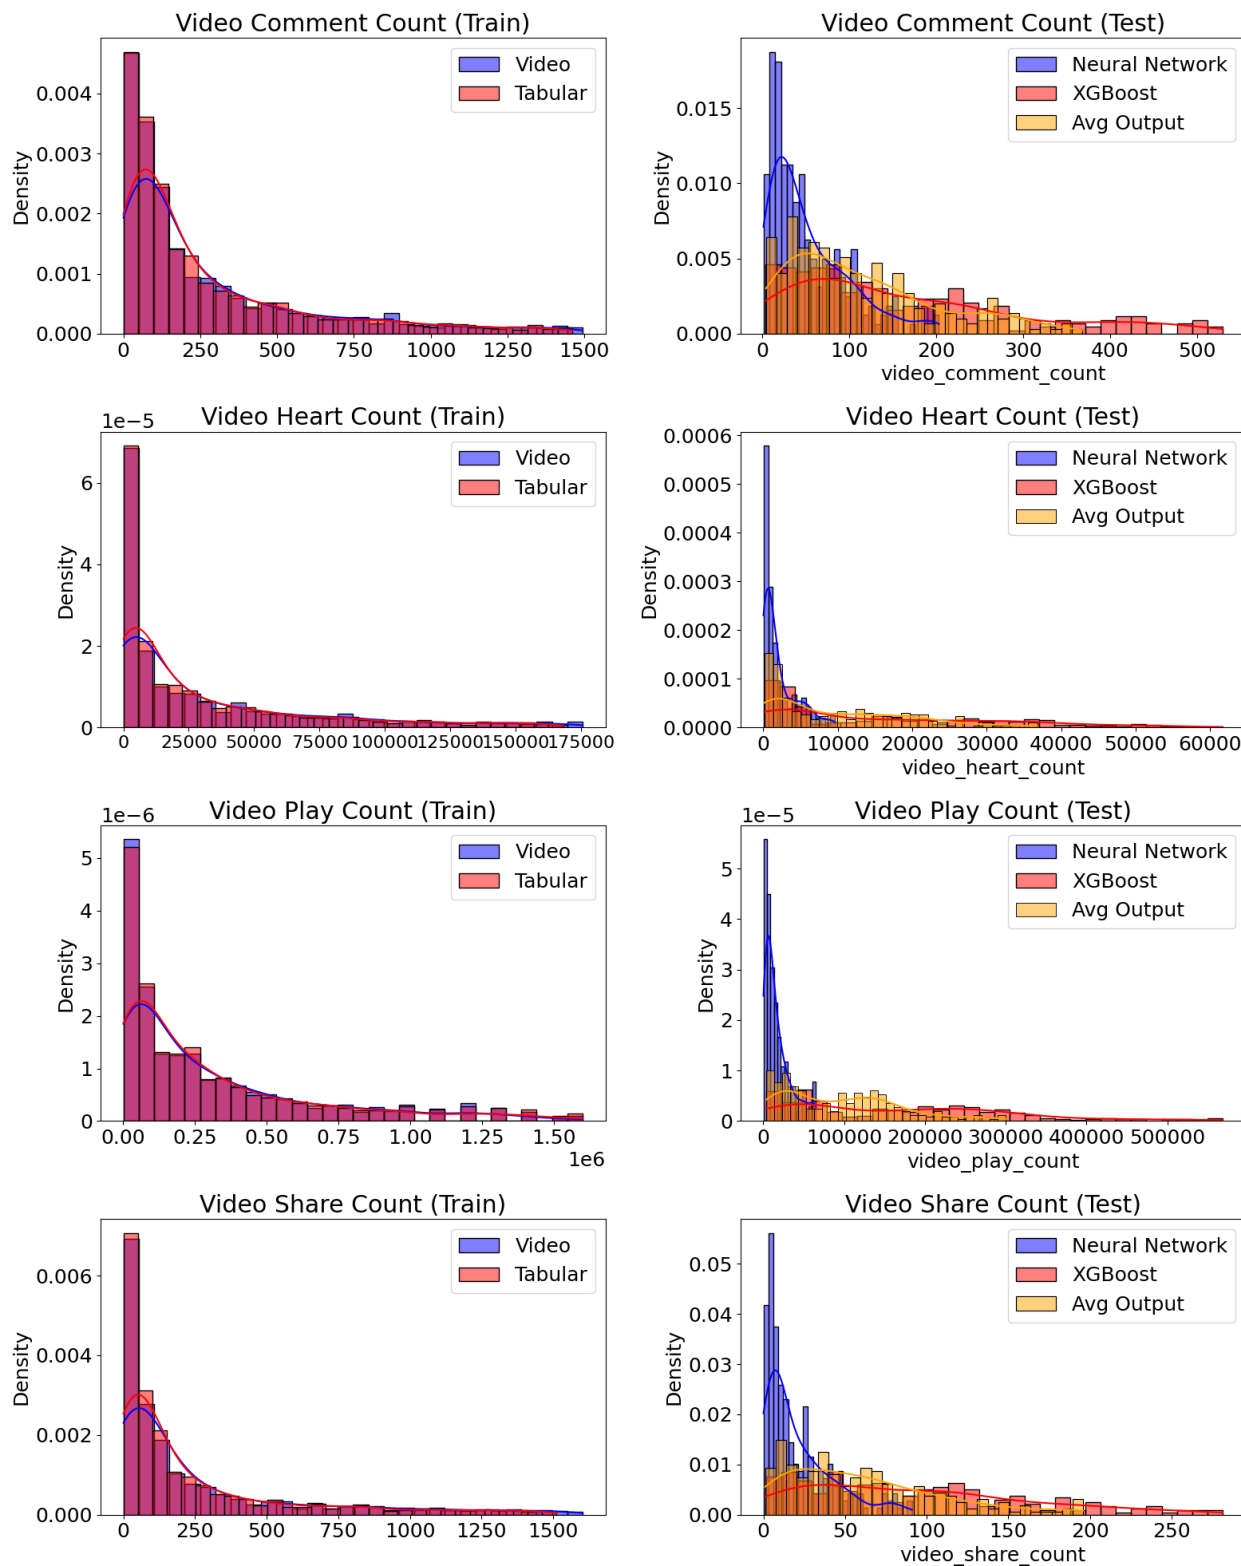 Video Comment Count (Train)
Density
0.004
0.003
0.002
0.001
0.000
Video
Tabular
0 250 500 750 1000 1250 1500
Video Comment Count (Test)
Density
0.015
0.010
0.005
0.000
Neural Network
XGBoost
Avg Output
0 100 200 300 400 500
video_comment_count
Video Heart Count (Train)
1e−5
Density
6
4
2
0
Video
Tabular
0 25000 50000 75000 100000 125000 150000 175000
Video Heart Count (Test)
Density
0.0006
0.0005
0.0004
0.0003
0.0002
0.0001
0.0000
Neural Network
XGBoost
Avg Output
0 10000 20000 30000 40000 50000 60000
video_heart_count
Video Play Count (Train)
1e−6
Density
5
4
3
2
1
0
Video
Tabular
0.00 0.25 0.50 0.75 1.00 1.25 1.50
1e6
Video Play Count (Test)
1e−5
Density
5
4
3
2
1
0
Neural Network
XGBoost
Avg Output
0 100000 200000 300000 400000 500000
video_play_count
Video Share Count (Train)
Density
0.006
0.004
0.002
0.000
Video
Tabular
0 250 500 750 1000 1250 1500
Video Share Count (Test)
Density
0.05
0.04
0.03
0.02
0.01
0.00
Neural Network
XGBoost
Avg Output
0 50 100 150 200 250
video_share_count